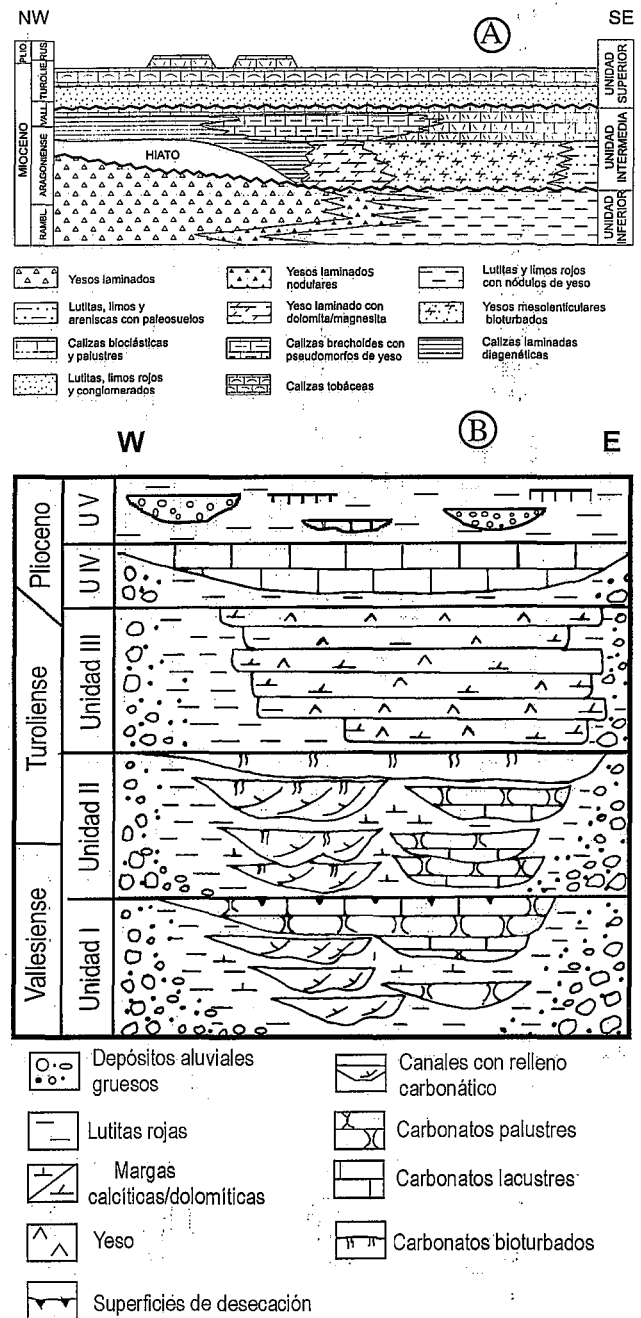 NW
A
SE
PLIO.
RUS
TUROLIE
VALL
MIOCENO
ARAGONIENSE
RAMBL.
HIATO
UNIDAD SUPERIOR
UNIDAD INTERMEDIA
UNIDAD INFERIOR
Yesos laminados
Yesos laminados
nodulares
Lutitas y limos rojos
con nódulos de yeso
Lutitas, limos y
areniscas con paleosuelos
Yeso laminado con
dolomita/magnesita
Yesos mesolenticulares
bioturbados
Calizas bioclásticas
y palustres
Calizas brechoides con
pseudomorfos de yeso
Calizas laminadas
diagenáticas
Lutitas, limos rojos
y conglomerados
Calizas tobáceas
W
B
E
Plioceno
Turoliense
Vallesiense
U V
U IV
Unidad III
Unidad II
Unidad I
Depósitos aluviales
gruesos
Canales con relleno
carbonático
Lutitas rojas
Carbonatos palustres
Margas
calcíticas/dolomíticas
Carbonatos lacustres
Yeso
Carbonatos bioturbados
Superficies de desecación